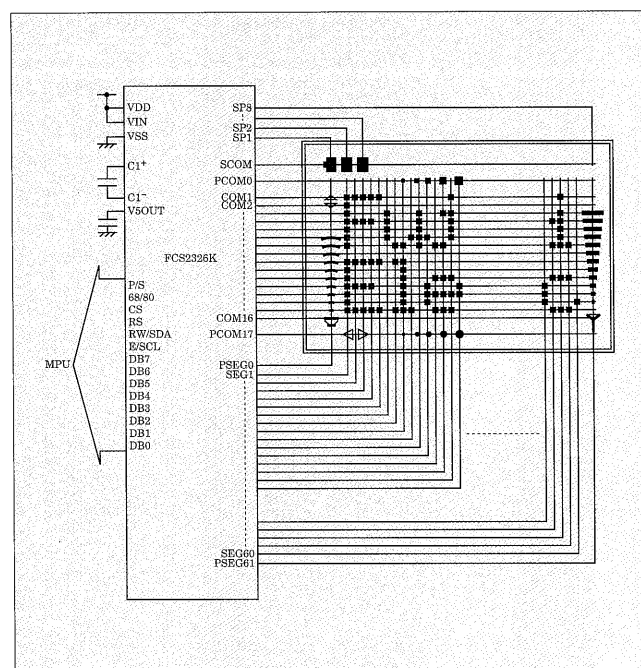 VDD
VIN
VSS
C1+
C1−
V5OUT
FCS2326K
MPU
P/S
68/80
CS
RS
RW/SDA
E/SCL
DB7
DB6
DB5
DB4
DB3
DB2
DB1
DB0
SP8
SP2
SP1
SCOM
PCOM0
COM1
COM2
COM16
PCOM17
PSEG0
SEG1
SEG60
PSEG61